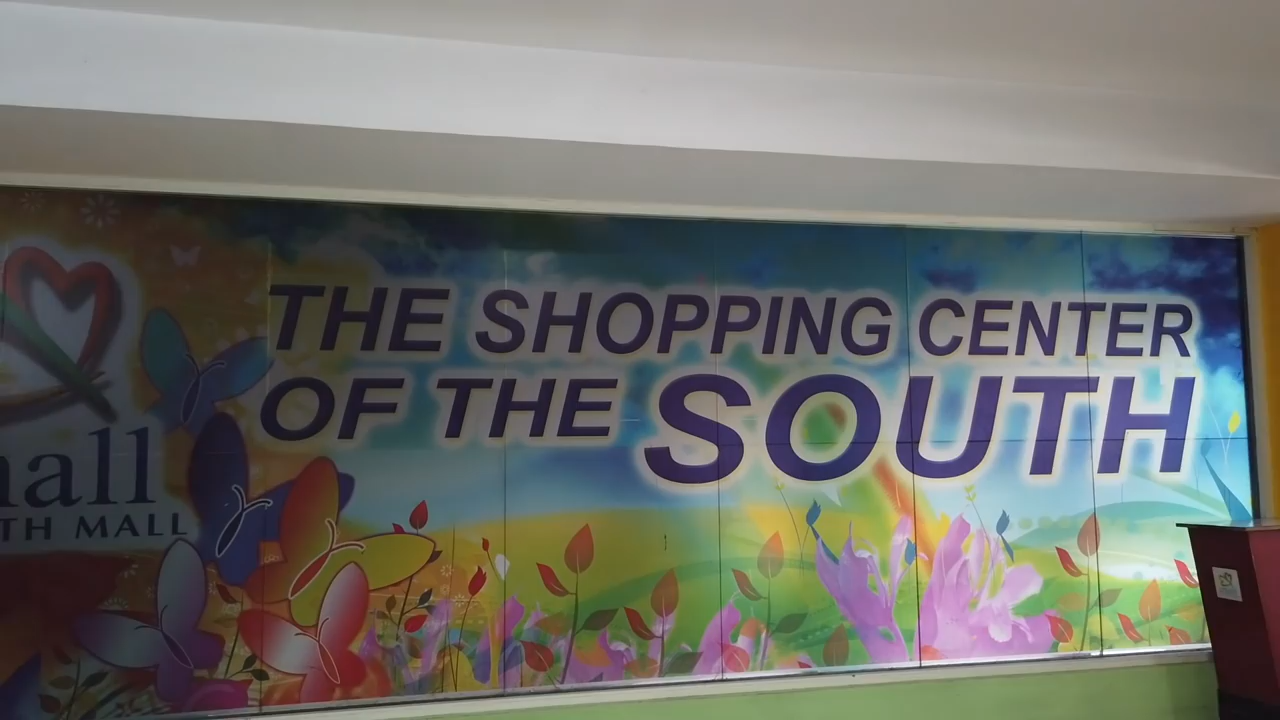 THE SHOPPING CENTER
OF THE SOUTH
all
TH MALL